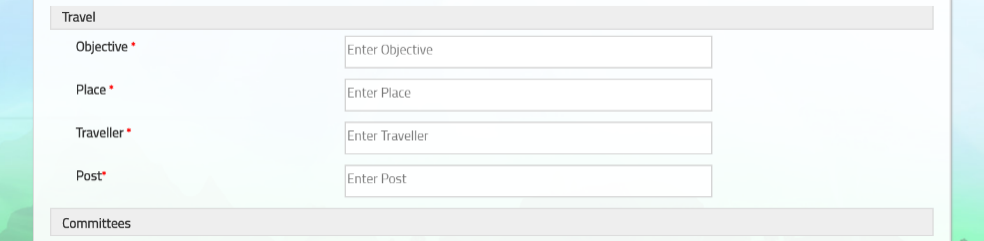 Travel
Objective *
Enter Objective
Place *
Enter Place
Traveller *
Enter Traveller
Post*
Enter Post
Committees